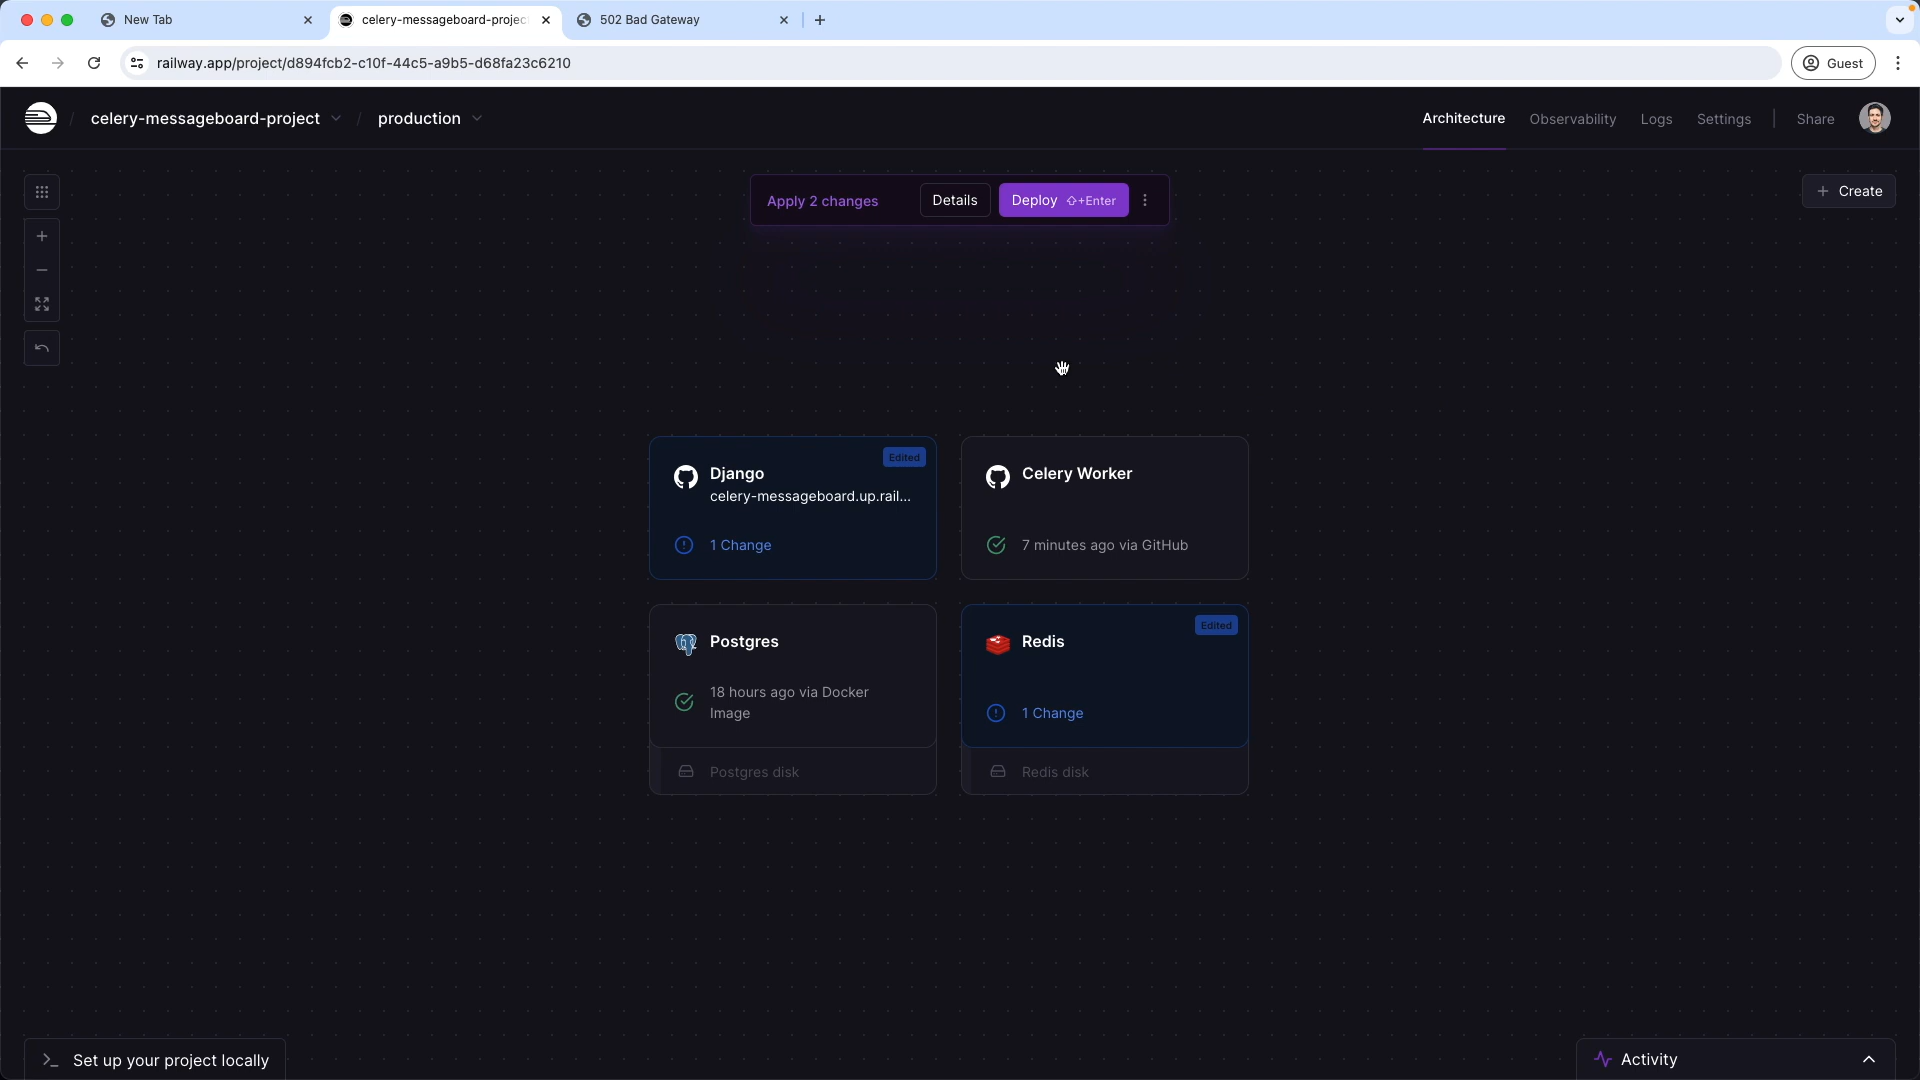 New Tab
celery-messageboard-projec
502 Bad Gateway
railway.app/project/d894fcb2-c10f-44c5-a9b5-d68fa23c6210
Guest
/ celery-messageboard-project / production
Architecture
Observability
Logs
Settings
Share
Apply 2 changes
Details
Deploy ⇧+Enter
+ Create
Django
Edited
celery-messageboard.up.rail...
1 Change
Celery Worker
7 minutes ago via GitHub
Postgres
18 hours ago via Docker
Image
Postgres disk
Redis
Edited
1 Change
Redis disk
Set up your project locally
Activity